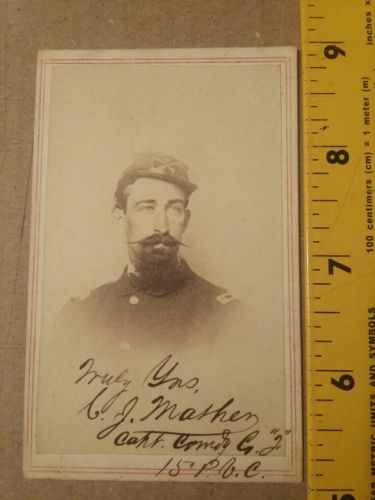 Truly Yrs,
C. J. Mather
Capt. Comdg Co. "F"
15" P. V. C.
9
8
7
6
5
inches x
100 centimeters (cm) = 1 meter (m)
METRIC UNITS AND SYMBOLS